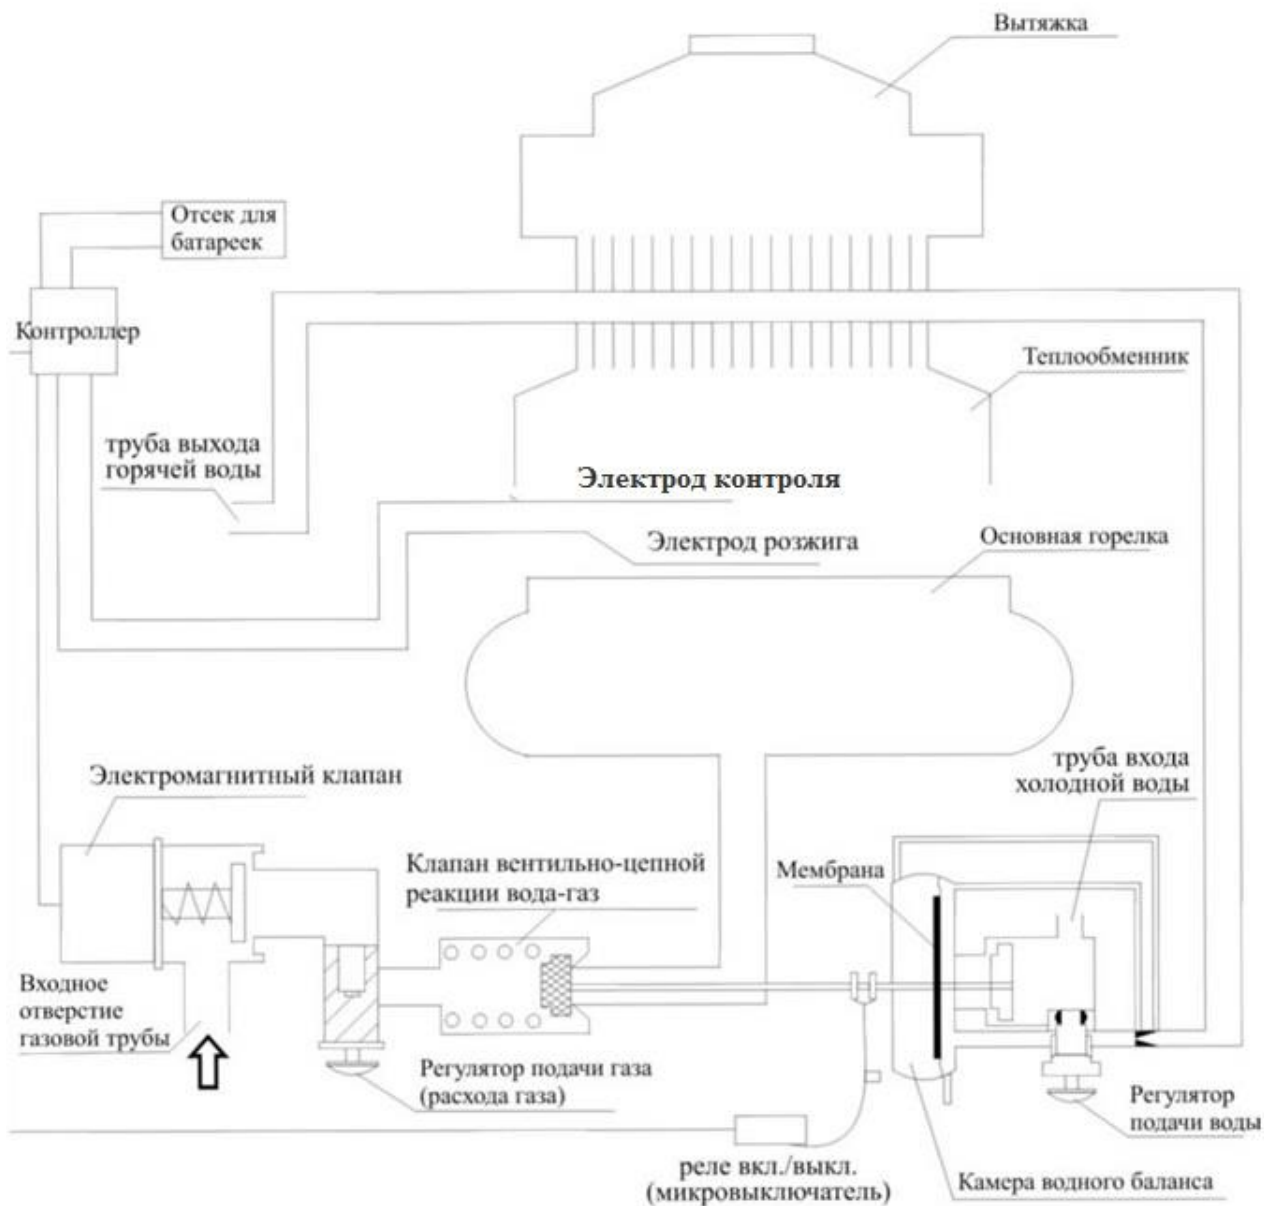 Вытяжка
Отсек для
батареек
Контроллер
Теплообменник
труба выхода
горячей воды
Электрод контроля
Электрод розжига
Основная горелка
труба входа
холодной воды
Электромагнитный клапан
Клапан вентильно-цепной
реакции вода-газ
Мембрана
Входное
отверстие
газовой трубы
Регулятор подачи газа
(расхода газа)
Регулятор
подачи воды
реле вкл./выкл.
(микровыключатель)
Камера водного баланса